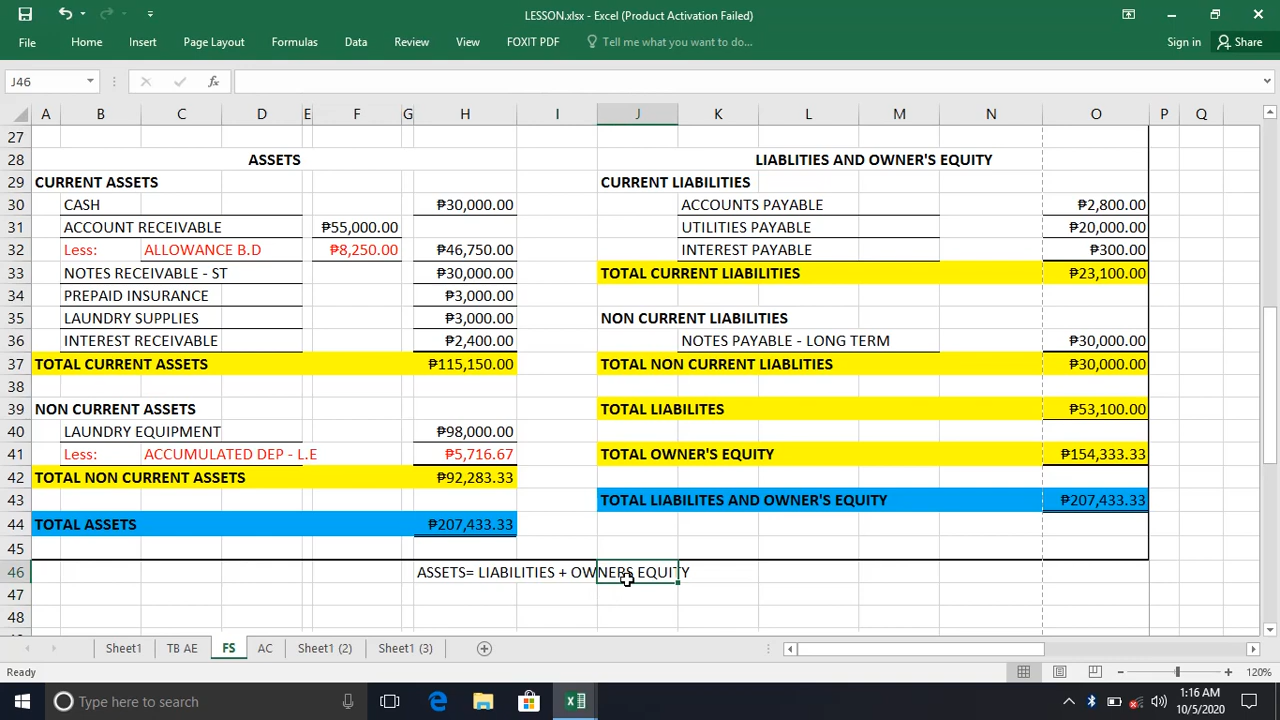 LESSON.xlsx - Excel (Product Activation Failed)
File Home Insert Page Layout Formulas Data Review View FOXIT PDF Tell me what you want to do... Sign in Share
J46 fx
A B C D E F G H I J K L M N O P Q
27
28 ASSETS LIABLITIES AND OWNER'S EQUITY
29 CURRENT ASSETS CURRENT LIABILITIES
30 CASH ₱30,000.00 ACCOUNTS PAYABLE ₱2,800.00
31 ACCOUNT RECEIVABLE ₱55,000.00 UTILITIES PAYABLE ₱20,000.00
32 Less: ALLOWANCE B.D ₱8,250.00 ₱46,750.00 INTEREST PAYABLE ₱300.00
33 NOTES RECEIVABLE - ST ₱30,000.00 TOTAL CURRENT LIABILITIES ₱23,100.00
34 PREPAID INSURANCE ₱3,000.00
35 LAUNDRY SUPPLIES ₱3,000.00 NON CURRENT LIABILITIES
36 INTEREST RECEIVABLE ₱2,400.00 NOTES PAYABLE - LONG TERM ₱30,000.00
37 TOTAL CURRENT ASSETS ₱115,150.00 TOTAL NON CURRENT LIABLITIES ₱30,000.00
38
39 NON CURRENT ASSETS TOTAL LIABILITES ₱53,100.00
40 LAUNDRY EQUIPMENT ₱98,000.00
41 Less: ACCUMULATED DEP - L.E ₱5,716.67 TOTAL OWNER'S EQUITY ₱154,333.33
42 TOTAL NON CURRENT ASSETS ₱92,283.33
43 TOTAL LIABILITES AND OWNER'S EQUITY ₱207,433.33
44 TOTAL ASSETS ₱207,433.33
45
46 ASSETS= LIABILITIES + OWNERS EQUITY
47
48
Sheet1 TB AE FS AC Sheet1 (2) Sheet1 (3)
Ready 120%
Type here to search 1:16 AM
10/5/2020